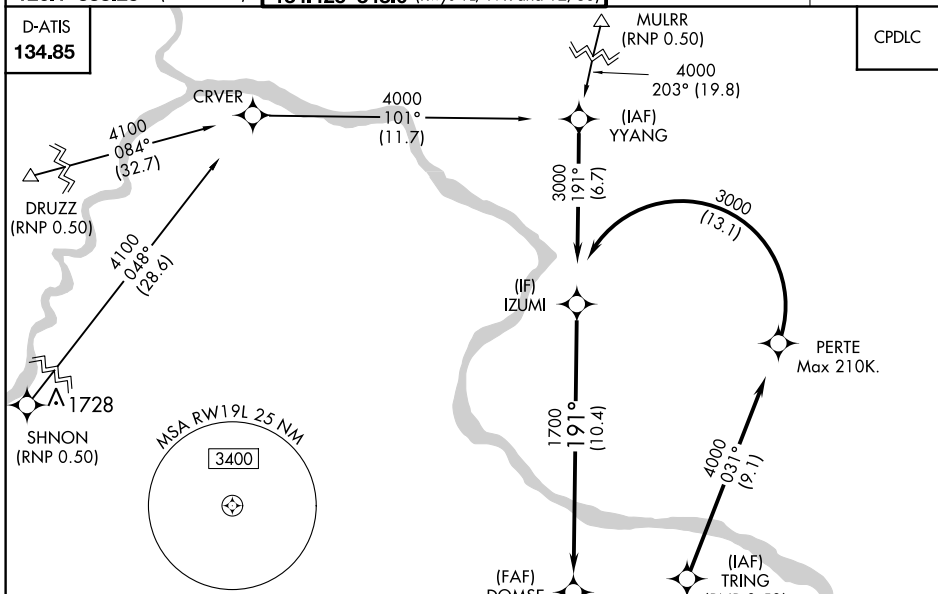 D-ATIS
134.85
CPDLC
MULRR
(RNP 0.50)
4000
203° (19.8)
CRVER
4000
101°
(11.7)
(IAF)
YYANG
4100
084°
(32.7)
DRUZZ
(RNP 0.50)
3000
191°
(6.7)
3000
(13.1)
4100
048°
(28.6)
(IF)
IZUMI
PERTE
Max 210K.
1728
SHNON
(RNP 0.50)
MSA RW19L 25 NM
3400
1700
191°
(10.4)
4000
031°
(9.1)
(FAF)
(IAF)
TRING